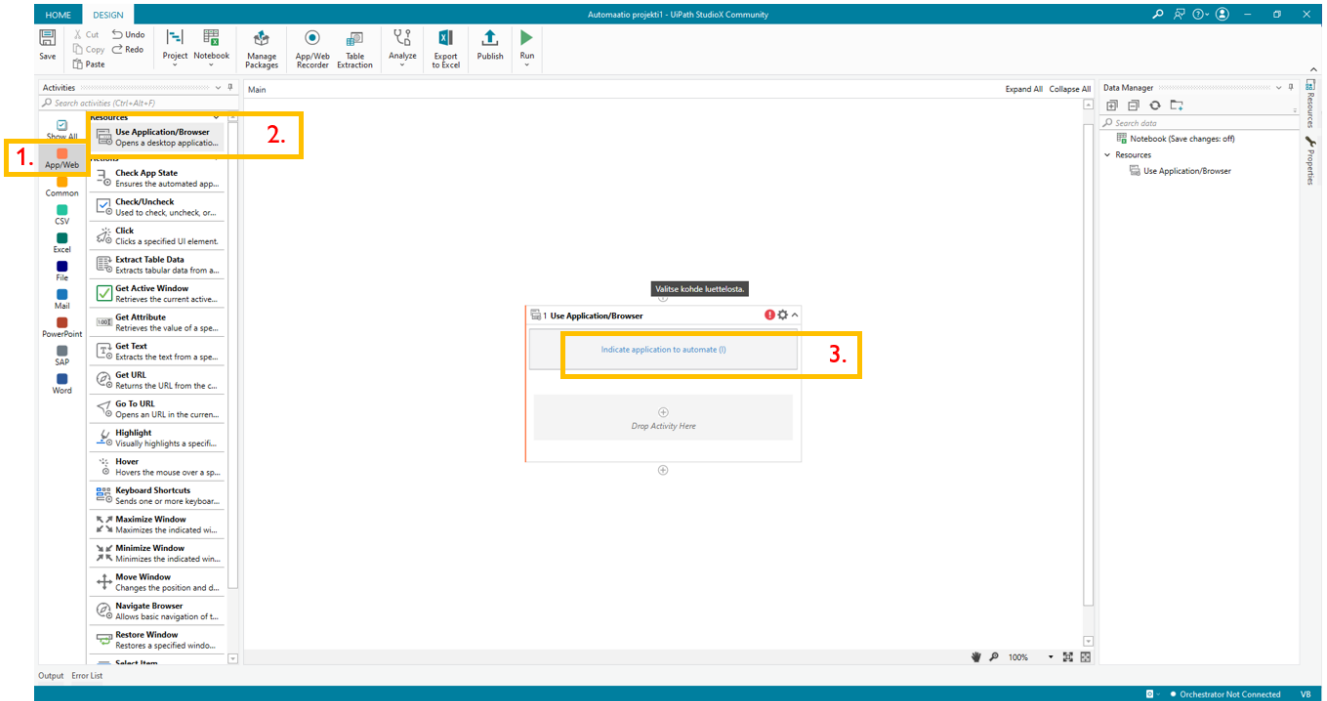 HOME DESIGN Automaatio projekti1 - UiPath StudioX Community
Cut Undo
Copy Redo
Paste
Save Project Notebook Manage Packages App/Web Recorder Table Extraction Analyze Export to Excel Publish Run
Activities
Search activities (Ctrl+Alt+F)
Show All
1.
App/Web
Common
CSV
Excel
File
Mail
PowerPoint
SAP
Word
Resources
Use Application/Browser
Opens a desktop applicatio...
2.
Actions
Check App State
Ensures the automated app...
Check/Uncheck
Used to check, uncheck, or...
Click
Clicks a specified UI element.
Extract Table Data
Extracts tabular data from a...
Get Active Window
Retrieves the current active...
Get Attribute
Retrieves the value of a spe...
Get Text
Extracts the text from a spe...
Get URL
Returns the URL from the c...
Go To URL
Opens an URL in the curren...
Highlight
Visually highlights a specifi...
Hover
Hovers the mouse over a sp...
Keyboard Shortcuts
Sends one or more keyboar...
Maximize Window
Maximizes the indicated wi...
Minimize Window
Minimizes the indicated win...
Move Window
Changes the position and d...
Navigate Browser
Allows basic navigation of t...
Restore Window
Restores a specified windo...
Select Item
Main Expand All Collapse All
Valitse kohde luettelosta.
1 Use Application/Browser
Indicate application to automate (I)
3.
Drop Activity Here
100%
Data Manager
Search data
Notebook (Save changes: off)
Resources
Use Application/Browser
Resources
Properties
Output Error List
Orchestrator Not Connected VB